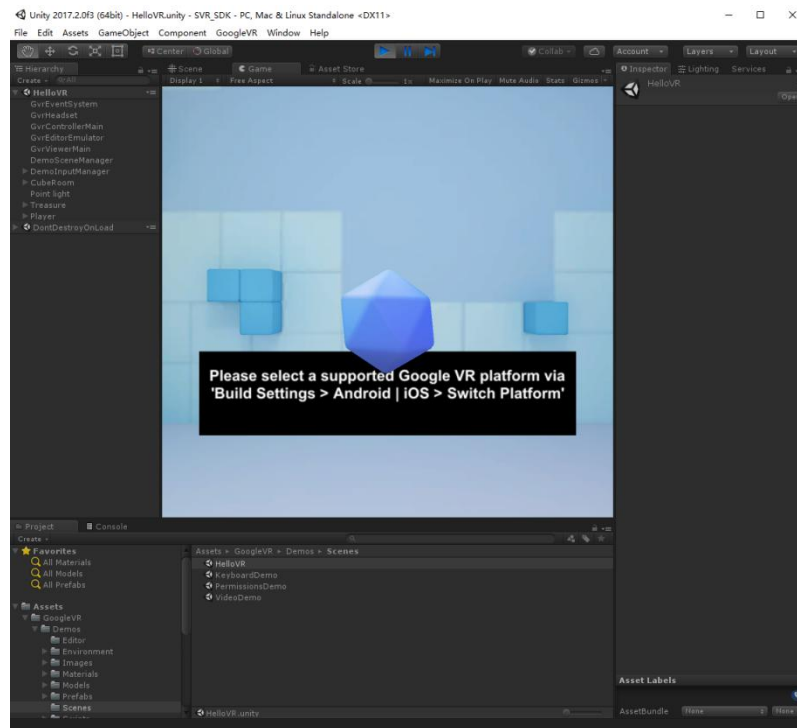 Unity 2017.2.0f3 (64bit) - HelloVR.unity - SVR_SDK - PC, Mac & Linux Standalone <DX11>
File Edit Assets GameObject Component GoogleVR Window Help
Center Global Collab Account Layers Layout
Hierarchy Scene Game Asset Store Inspector Lighting Services
Create All Display 1 Free Aspect Scale 1x Maximize On Play Mute Audio Stats Gizmos HelloVR
HelloVR
Open
GvrEventSystem
GvrHeadset
GvrControllerMain
GvrEditorEmulator
GvrViewerMain
DemoSceneManager
DemoInputManager
CubeRoom
Point light
Treasure
Player
DontDestroyOnLoad
Please select a supported Google VR platform via
'Build Settings > Android | iOS > Switch Platform'
Project Console
Create
Favorites
All Materials
All Models
All Prefabs
Assets
GoogleVR
Demos
Editor
Environment
Images
Materials
Models
Prefabs
Scenes
Assets GoogleVR Demos Scenes
HelloVR
KeyboardDemo
PermissionsDemo
VideoDemo
HelloVR.unity
Asset Labels
AssetBundle None None